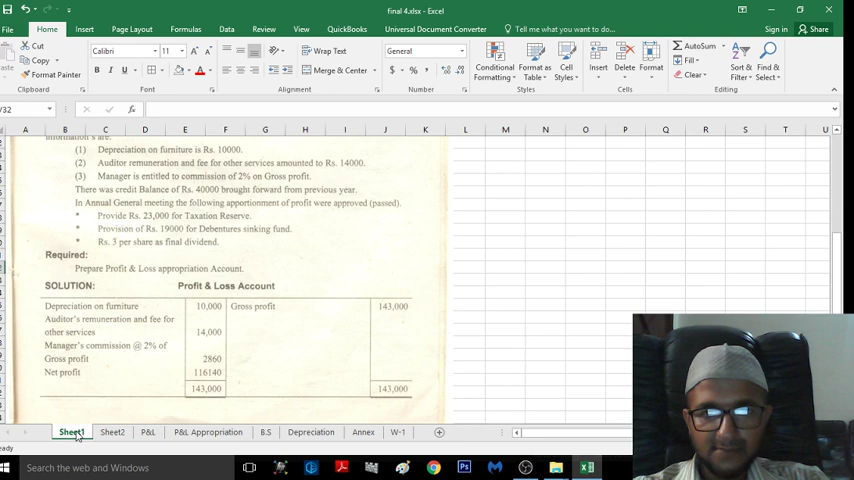 final 4.xlsx - Excel
File Home Insert Page Layout Formulas Data Review View QuickBooks Universal Document Converter Tell me what you want to do Sign in Share
Cut
Copy
Format Painter
Calibri 11
Wrap Text
Merge & Center
General
Conditional Formatting
Format as Table
Cell Styles
Insert
Delete
Format
AutoSum
Fill
Clear
Sort & Filter
Find & Select
Clipboard Font Alignment Number Styles Cells Editing
V32
fx
A B C D E F G H I J K L M N O P Q R S T U
information's are.
(1) Depreciation on furniture is Rs. 10000.
(2) Auditor remuneration and fee for other services amounted to Rs. 14000.
(3) Manager is entitled to commission of 2% on Gross profit.
There was credit Balance of Rs. 40000 brought forward from previous year.
In Annual General meeting the following apportionment of profit were approved (passed).
* Provide Rs. 23,000 for Taxation Reserve.
* Provision of Rs. 19000 for Debentures sinking fund.
* Rs. 3 per share as final dividend.
Required:
Prepare Profit & Loss appropriation Account.
SOLUTION: Profit & Loss Account
Depreciation on furniture 10,000 Gross profit 143,000
Auditor's remuneration and fee for
other services 14,000
Manager's commission @ 2% of
Gross profit 2860
Net profit 116140
143,000 143,000
Sheet1 Sheet2 P&L P&L Appropriation B.S Depreciation Annex W-1
eady
Search the web and Windows